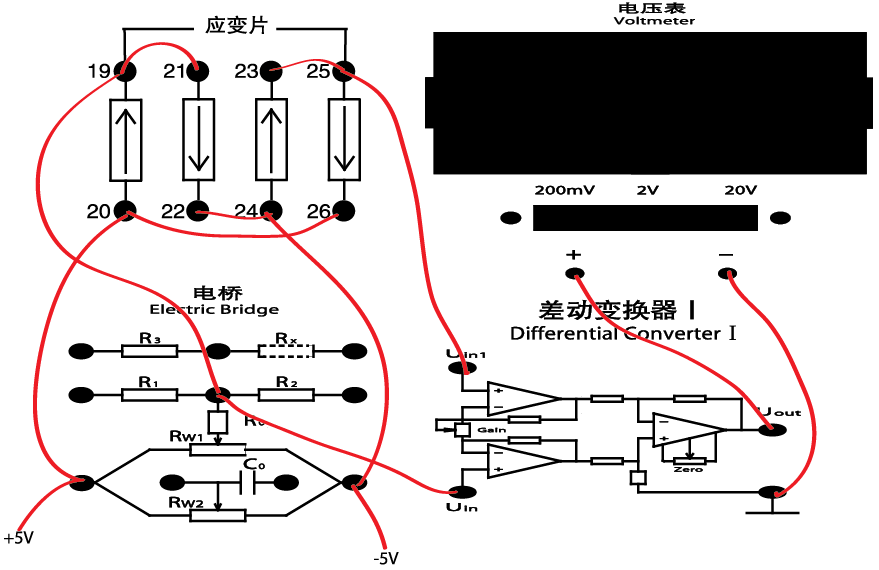 应变片
19 21 23 25
20 22 24 26
电压表
Voltmeter
200mV 2V 20V
+ −
电桥
Electric Bridge
R3 Rx
R1 R2
RW1
C0
RW2
+5V
-5V
差动变换器 I
Differential Converter I
Uin1
+
−
Gain
−
+
Uin
−
+
Zero
Uout